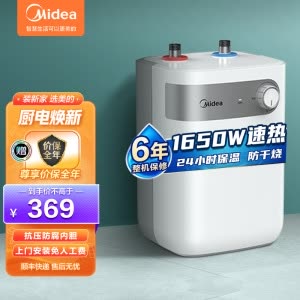 Midea
智慧生活可以更美的
装新家 选美的
厨电焕新
赠
价保
全年
尊享价保全年
到手价不高于
¥369
抗压防腐内胆
上门安装免人工费
顺丰快递 售后无忧
Midea
6年
整机保修
1650W速热
24小时保温 防干烧